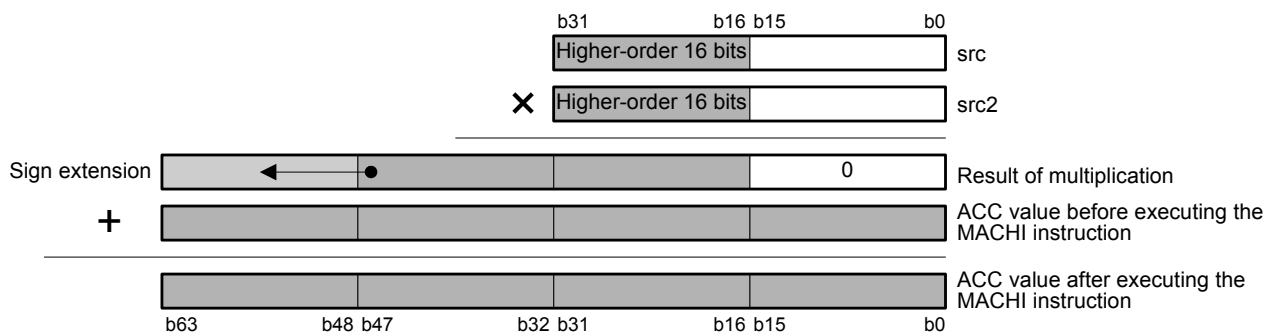 b31 b16 b15 b0
Higher-order 16 bits src
× Higher-order 16 bits src2
Sign extension 0 Result of multiplication
+ ACC value before executing the
MACHI instruction
ACC value after executing the
MACHI instruction
b63 b48 b47 b32 b31 b16 b15 b0